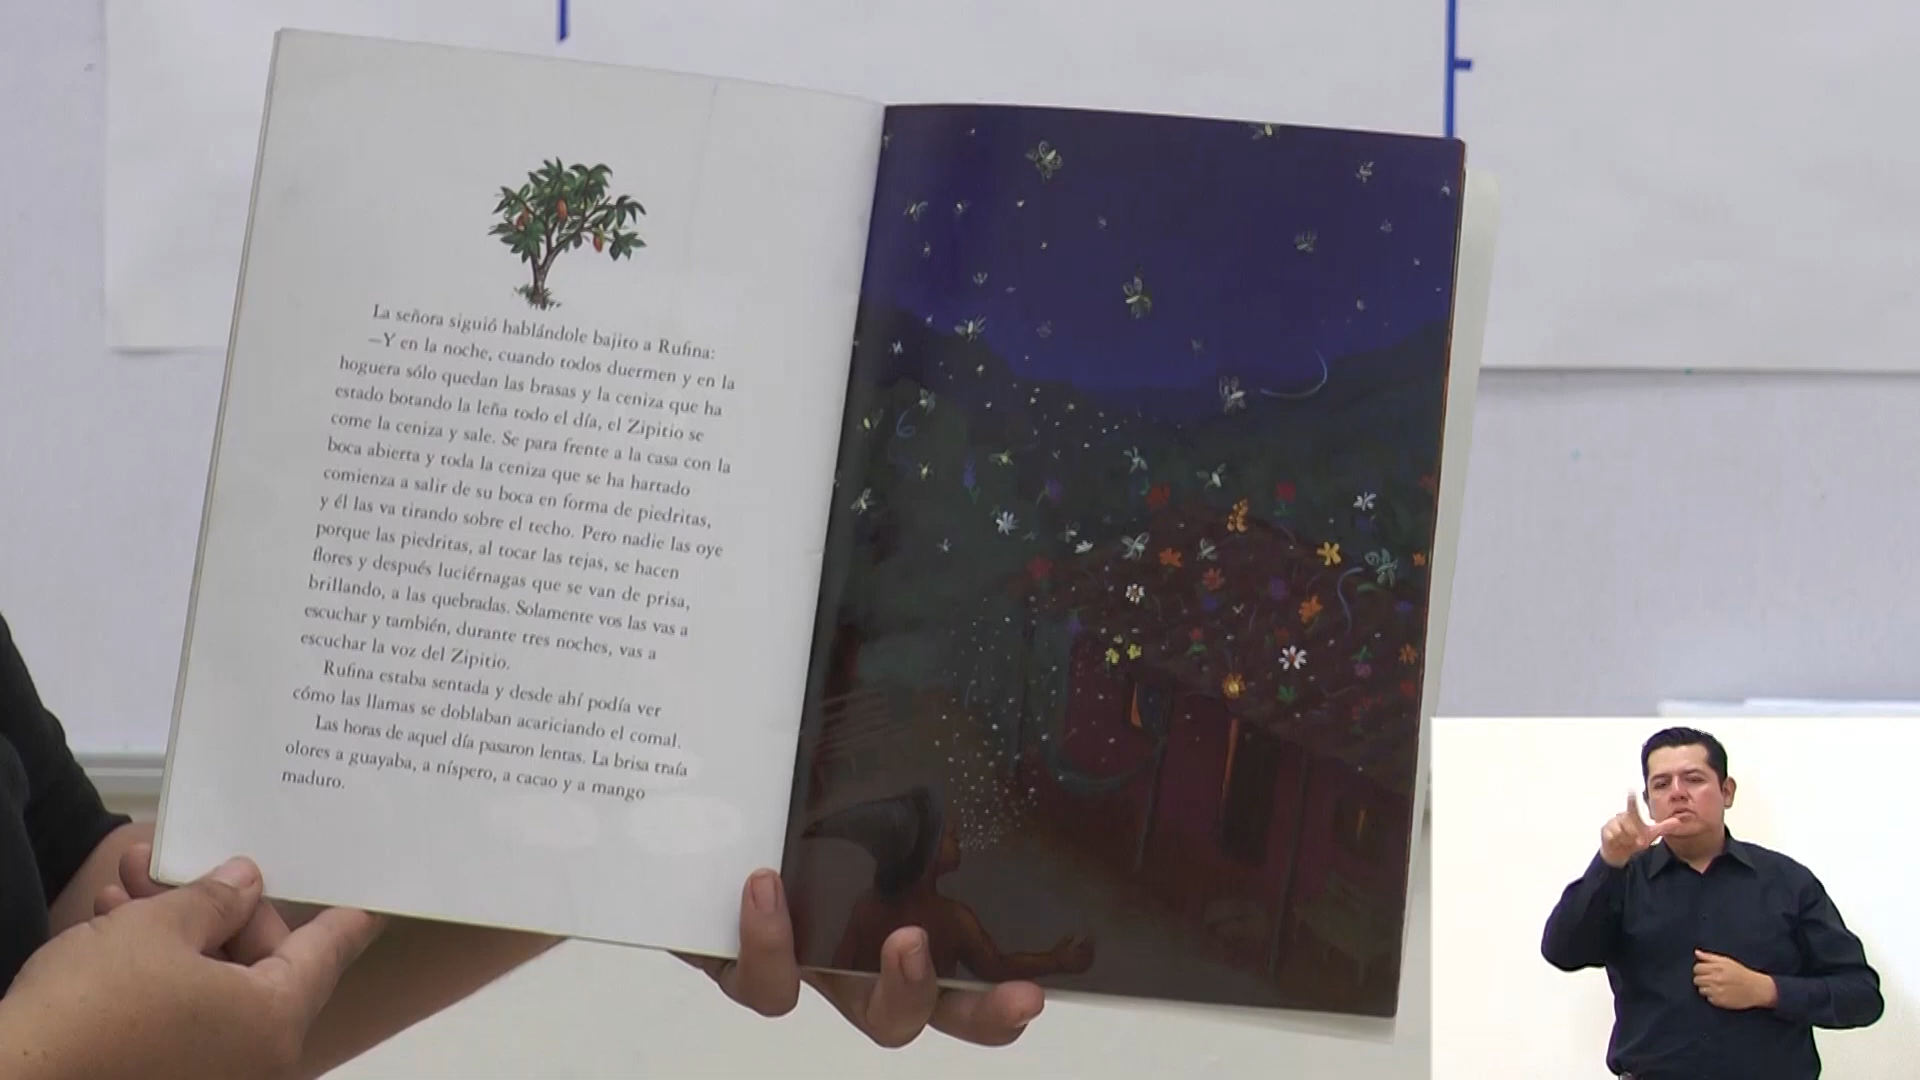 La señora siguió hablándole bajito a Rufina:
—Y en la noche, cuando todos duermen y en la
hoguera sólo quedan las brasas y la ceniza que ha
estado botando la leña todo el día, el Zipitio se
come la ceniza y sale. Se para frente a la casa con la
boca abierta y toda la ceniza que se ha hartado
comienza a salir de su boca en forma de piedritas,
y él las va tirando sobre el techo. Pero nadie las oye
porque las piedritas, al tocar las tejas, se hacen
flores y después luciérnagas que se van de prisa,
brillando, a las quebradas. Solamente vos las vas a
escuchar y también, durante tres noches, vas a
escuchar la voz del Zipitio.
Rufina estaba sentada y desde ahí podía ver
cómo las llamas se doblaban acariciando el comal.
Las horas de aquel día pasaron lentas. La brisa traía
olores a guayaba, a níspero, a cacao y a mango
maduro.